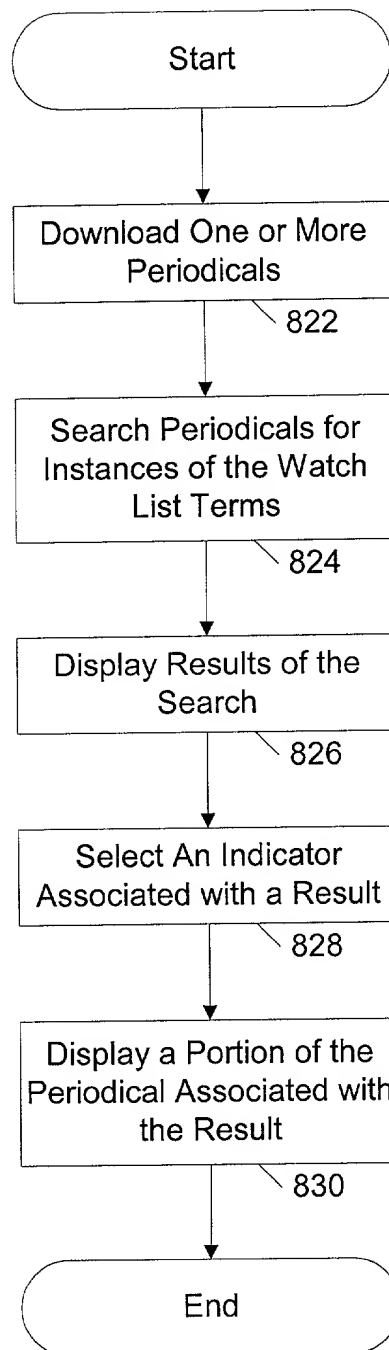 Start
Download One or More
Periodicals
822
Search Periodicals for
Instances of the Watch
List Terms
824
Display Results of the
Search
826
Select An Indicator
Associated with a Result
828
Display a Portion of the
Periodical Associated with
the Result
830
End